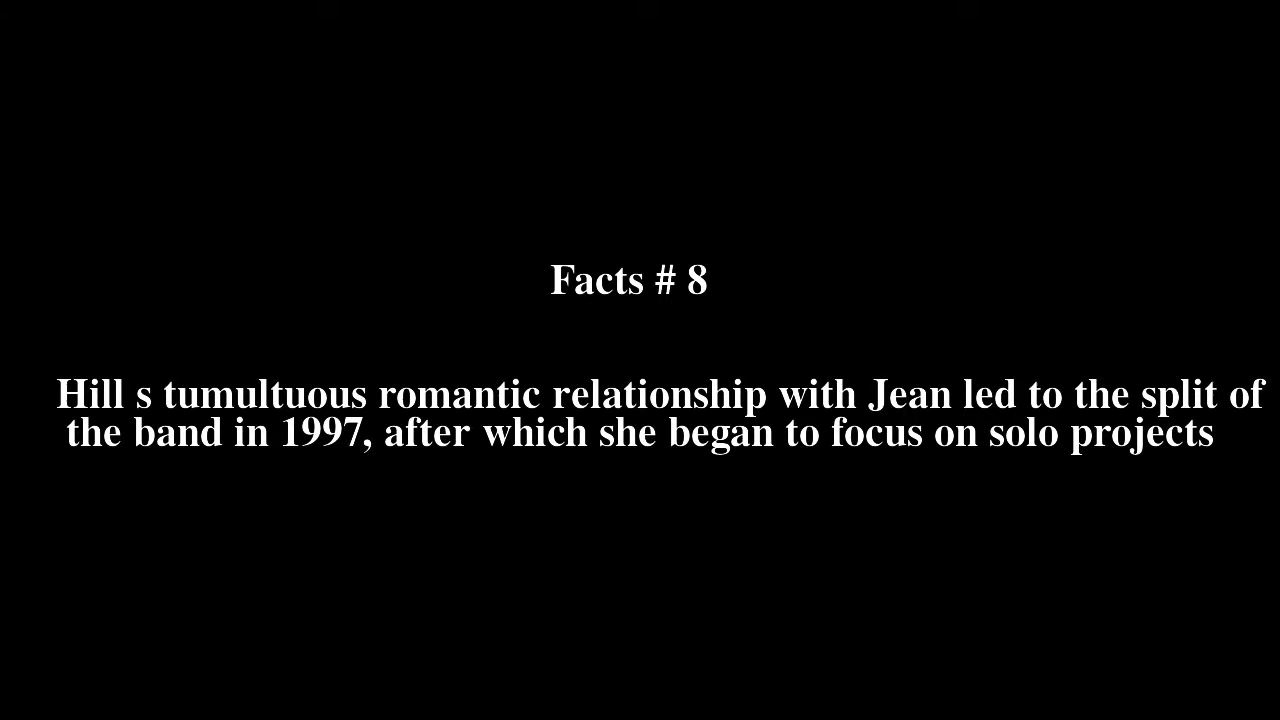 Facts # 8
Hill s tumultuous romantic relationship with Jean led to the split of
the band in 1997, after which she began to focus on solo projects